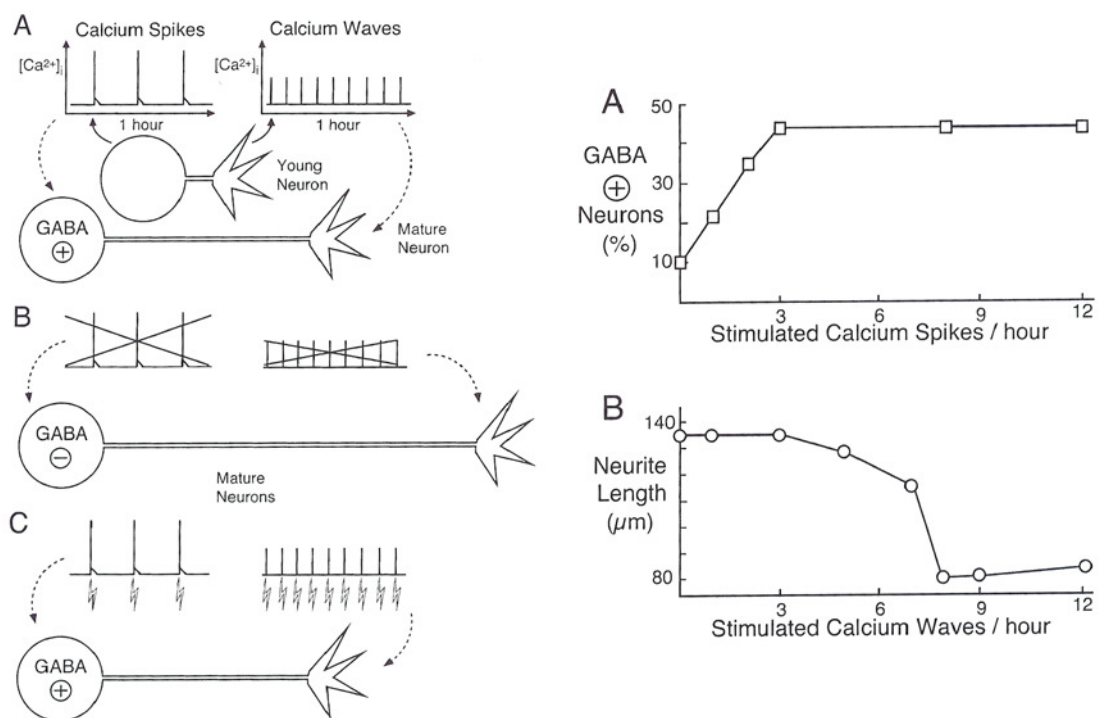 A
Calcium Spikes
Calcium Waves
[Ca²⁺]i
[Ca²⁺]i
1 hour
1 hour
Young
Neuron
GABA
+
Mature
Neuron
B
GABA
−
Mature
Neurons
C
GABA
+
A
50
30
10
GABA
+
Neurons
(%)
3
6
9
12
Stimulated Calcium Spikes / hour
B
140
80
Neurite
Length
(µm)
3
6
9
12
Stimulated Calcium Waves / hour